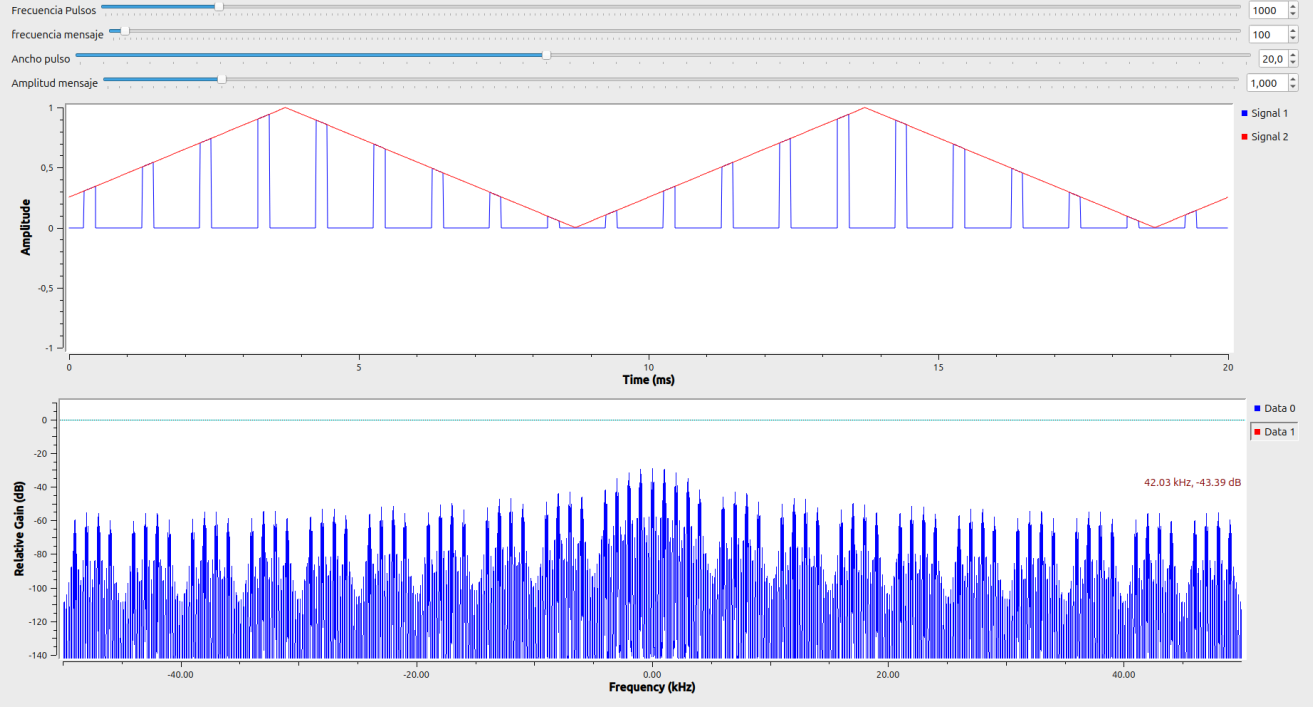 Frecuencia Pulsos 1000
frecuencia mensaje 100
Ancho pulso 20,0
Amplitud mensaje 1,000
1
0,5
0
-0,5
-1
Amplitude
0 5 10 15 20
Time (ms)
Signal 1
Signal 2
0
-20
-40
-60
-80
-100
-120
-140
Relative Gain (dB)
42.03 kHz, -43.39 dB
-40.00 -20.00 0.00 20.00 40.00
Frequency (kHz)
Data 0
Data 1